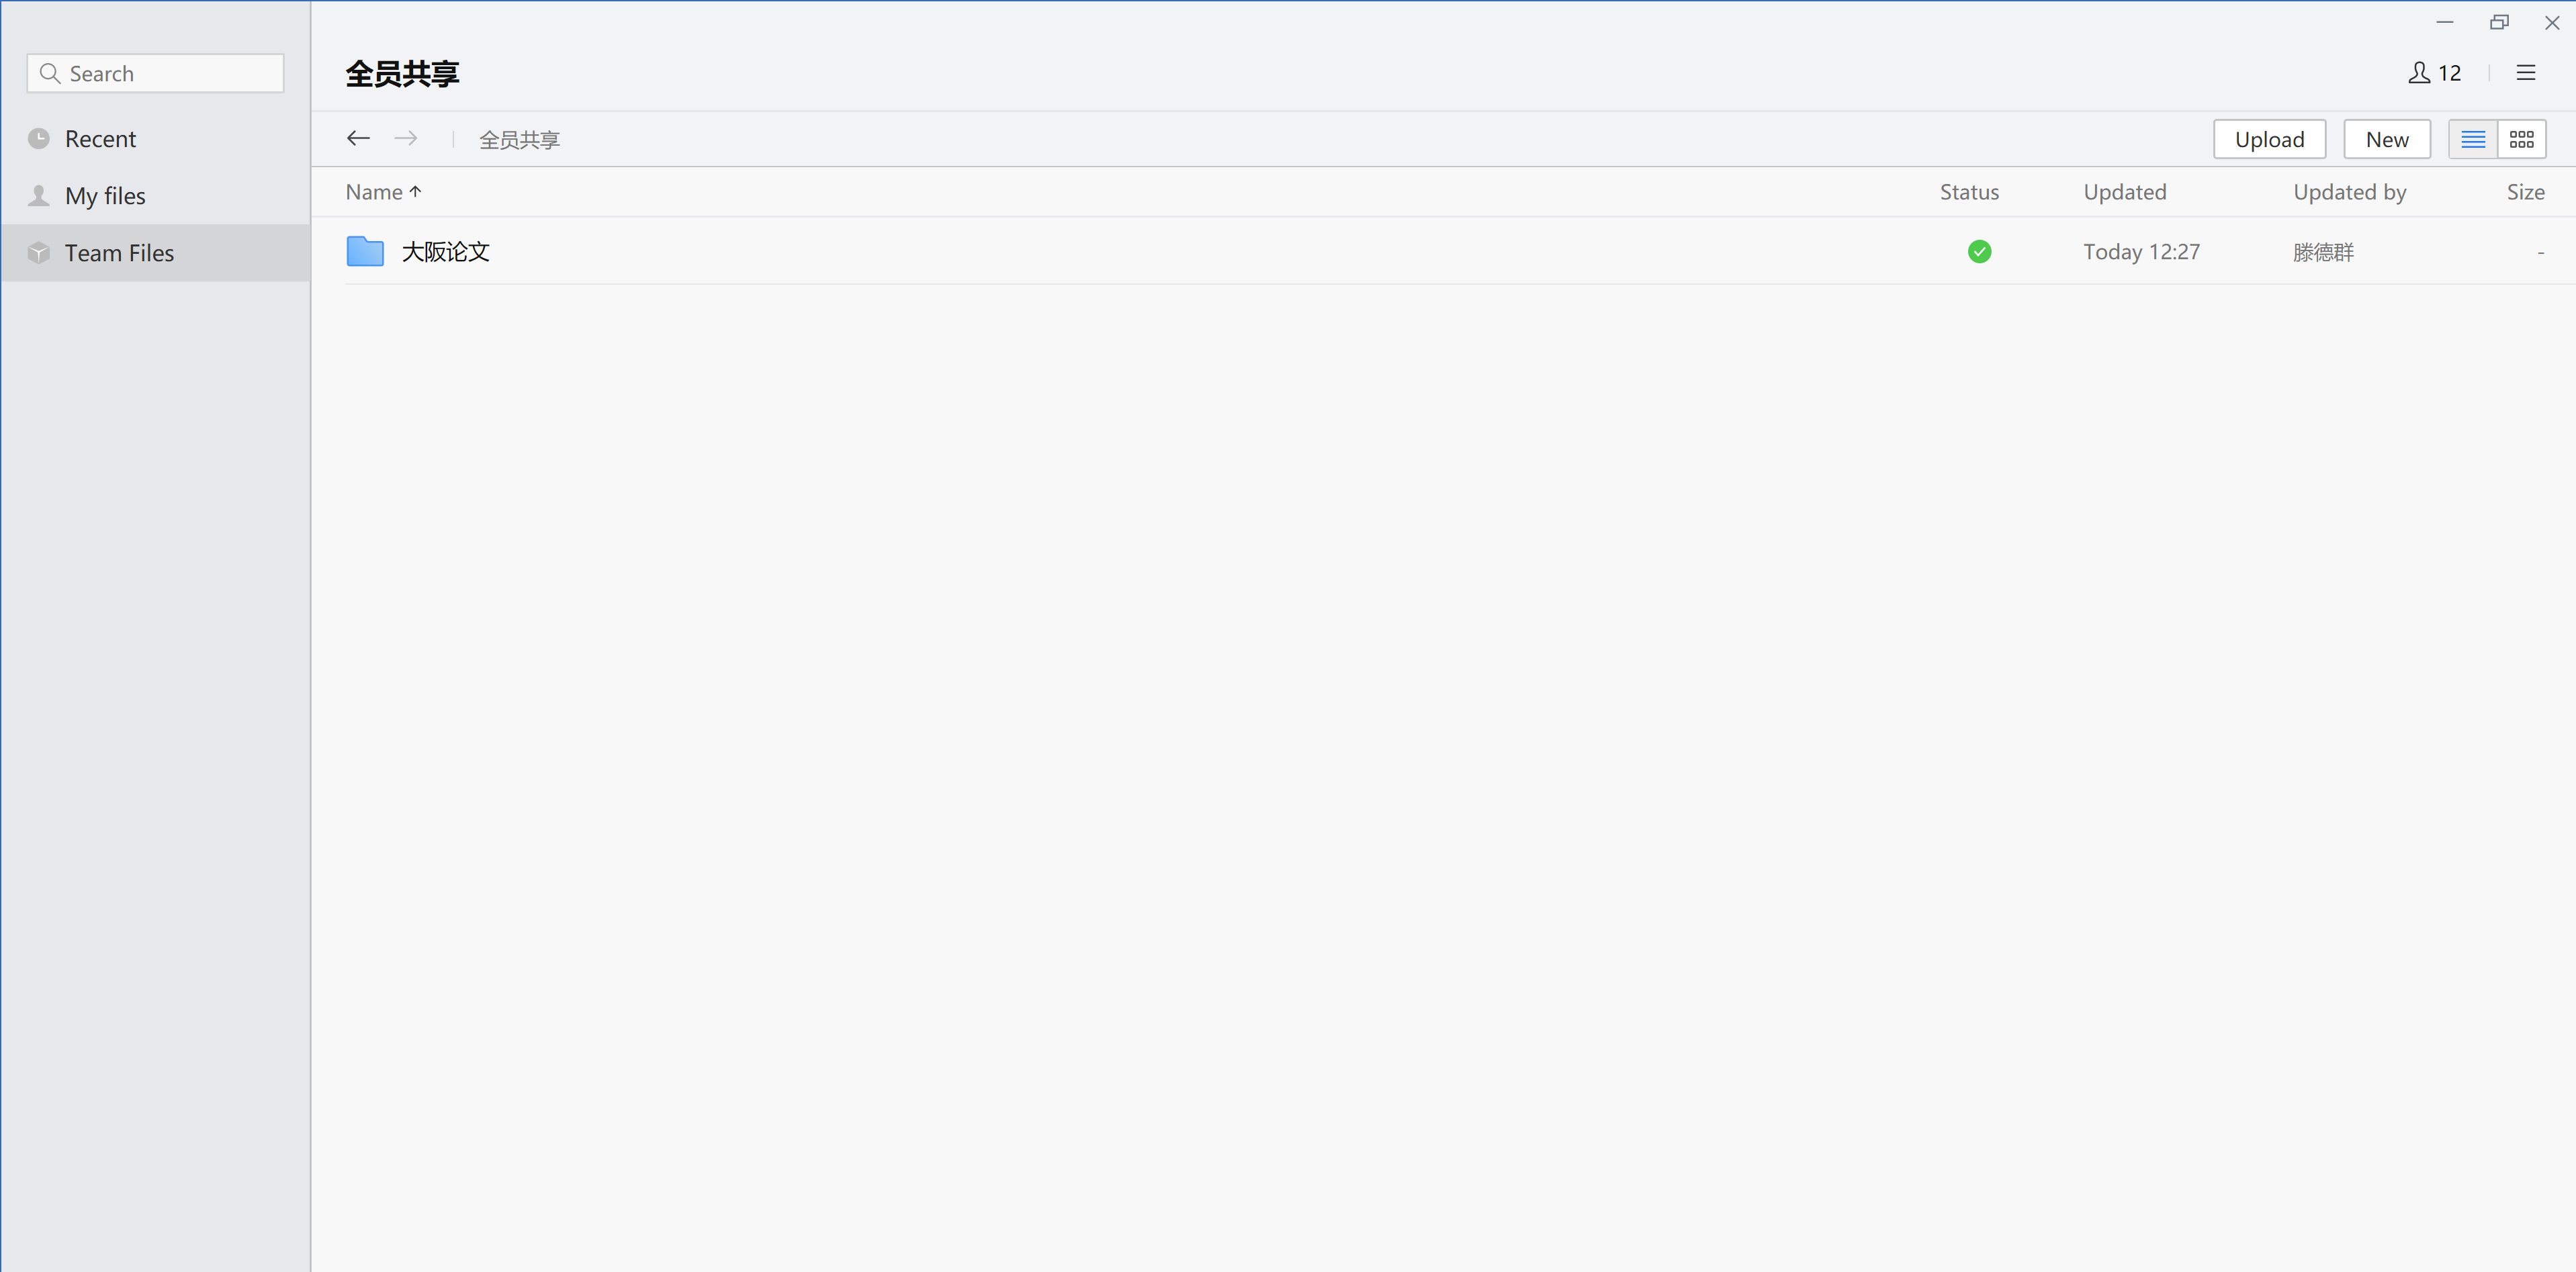 Search
Recent
My files
Team Files
全员共享
12
全员共享
Upload
New
Name
Status
Updated
Updated by
Size
大阪论文
Today 12:27
滕德群
-